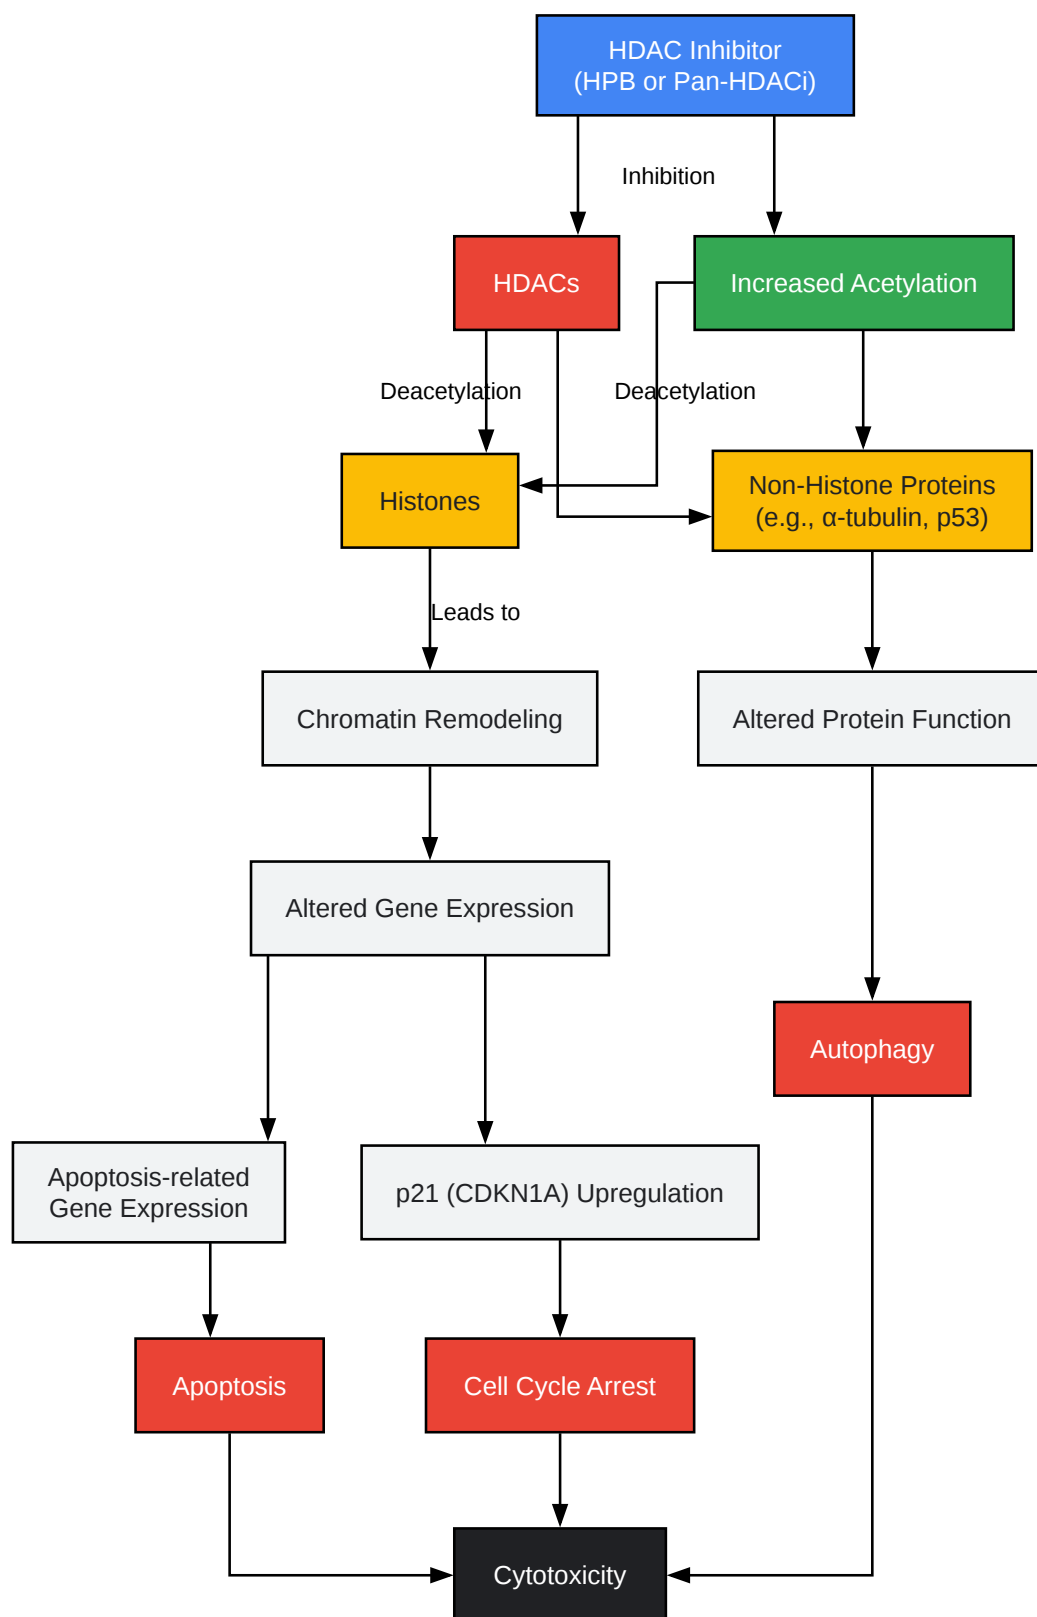 HDAC Inhibitor
(HPB or Pan-HDACi)
Inhibition
HDACs
Increased Acetylation
Deacetylation
Deacetylation
Histones
Non-Histone Proteins
(e.g., α-tubulin, p53)
Leads to
Chromatin Remodeling
Altered Protein Function
Altered Gene Expression
Autophagy
Apoptosis-related
Gene Expression
p21 (CDKN1A) Upregulation
Apoptosis
Cell Cycle Arrest
Cytotoxicity